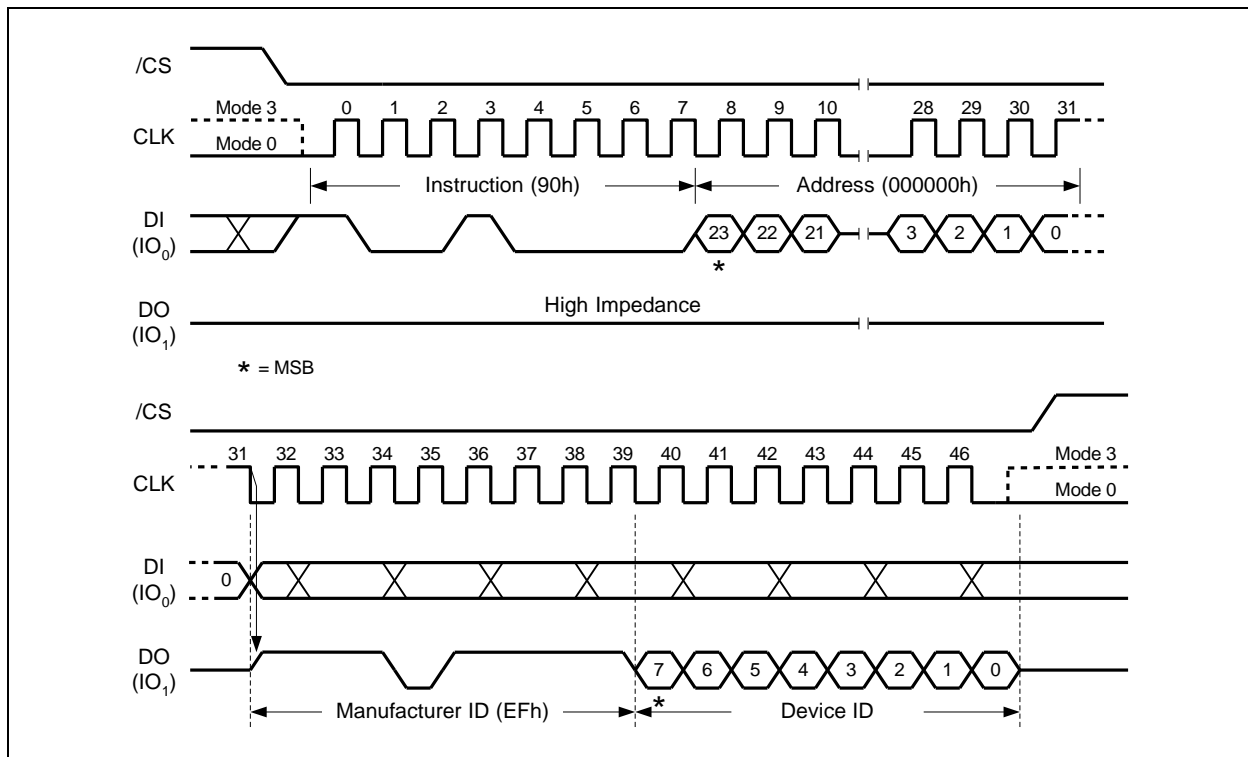 /CS
Mode 3 0 1 2 3 4 5 6 7 8 9 10 28 29 30 31
CLK
Mode 0
Instruction (90h) Address (000000h)
DI
(IO0) 23 22 21 3 2 1 0
*
High Impedance
DO
(IO1)
* = MSB
/CS
31 32 33 34 35 36 37 38 39 40 41 42 43 44 45 46 Mode 3
CLK
Mode 0
DI
(IO0) 0
DO
(IO1) 7 6 5 4 3 2 1 0
*
Manufacturer ID (EFh) Device ID